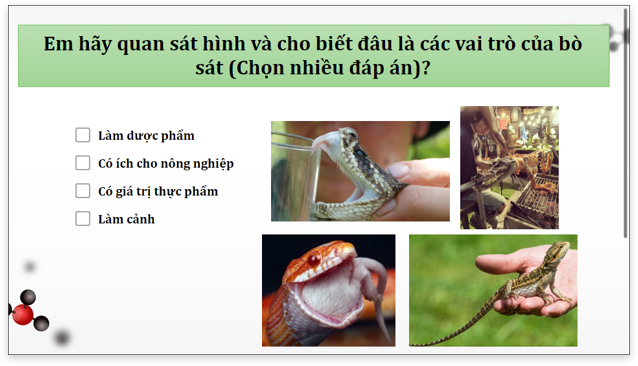 Em hãy quan sát hình và cho biết đâu là các vai trò của bò
sát (Chọn nhiều đáp án)?
Làm dược phẩm
Có ích cho nông nghiệp
Có giá trị thực phẩm
Làm cảnh